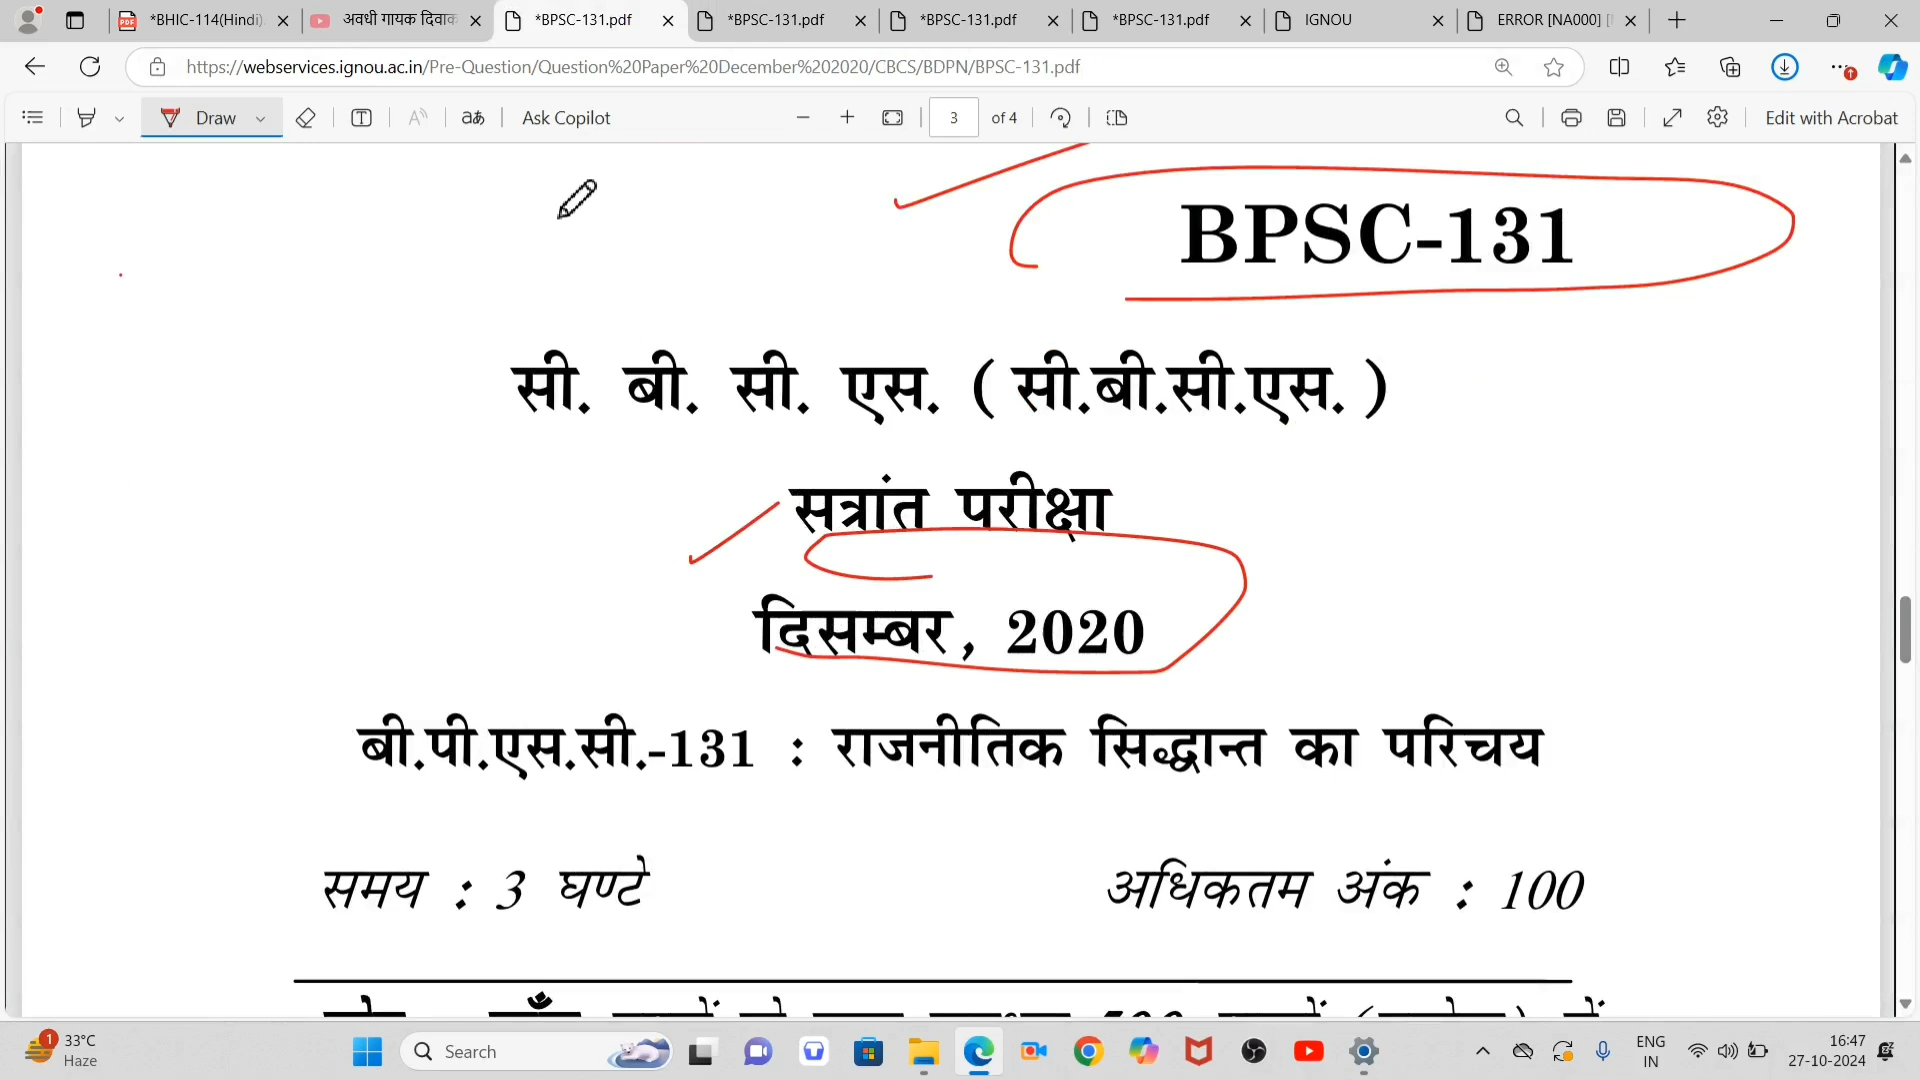 *BHIC-114(Hindi)
अवधी गायक दिवाक
*BPSC-131.pdf
*BPSC-131.pdf
*BPSC-131.pdf
*BPSC-131.pdf
IGNOU
ERROR [NA000] [
https://webservices.ignou.ac.in/Pre-Question/Question%20Paper%20December%202020/CBCS/BDPN/BPSC-131.pdf
Draw
Ask Copilot
3 of 4
Edit with Acrobat
BPSC-131
सी. बी. सी. एस. ( सी.बी.सी.एस. )
सत्रांत परीक्षा
दिसम्बर, 2020
बी.पी.एस.सी.-131 : राजनीतिक सिद्धान्त का परिचय
समय : 3 घण्टे
अधिकतम अंक : 100
1
33°C
Haze
Search
ENG
IN
16:47
27-10-2024